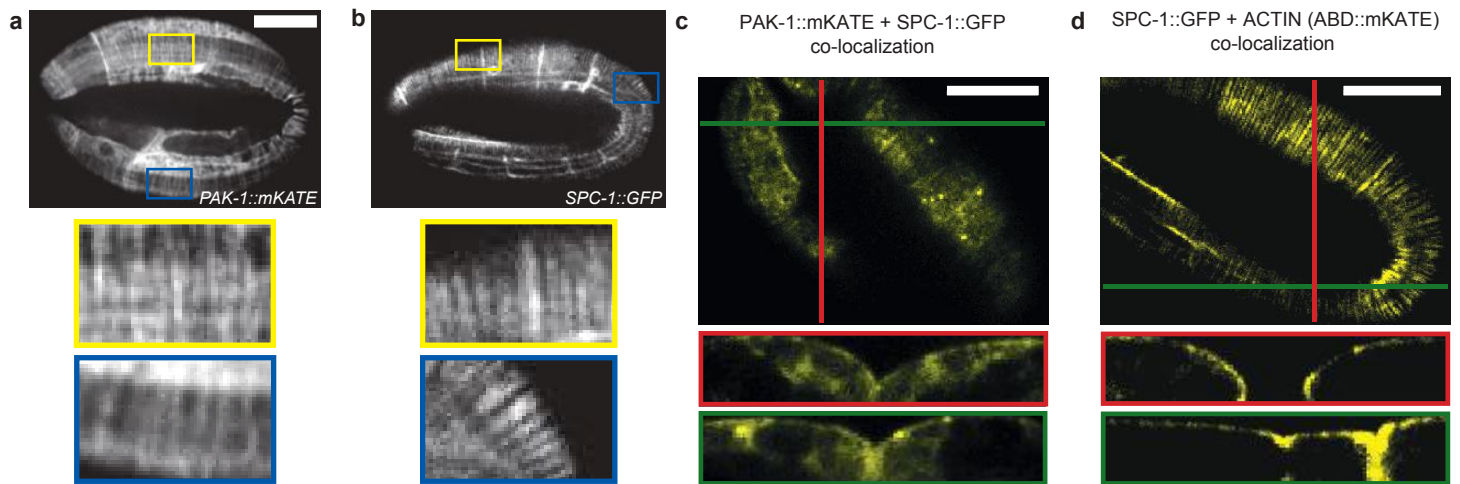 a
PAK-1::mKATE
b
SPC-1::GFP
c
PAK-1::mKATE + SPC-1::GFP
co-localization
d
SPC-1::GFP + ACTIN (ABD::mKATE)
co-localization